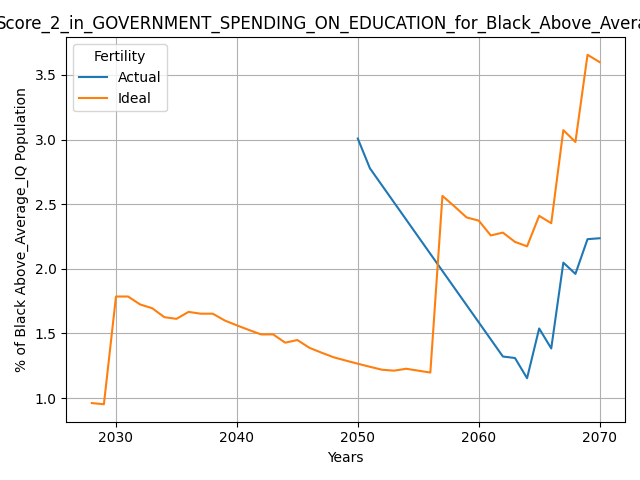 Score_2_in_GOVERNMENT_SPENDING_ON_EDUCATION_for_Black_Above_Avera
Fertility
Actual
Ideal
% of Black Above_Average_IQ Population
3.5
3.0
2.5
2.0
1.5
1.0
2030 2040 2050 2060 2070
Years